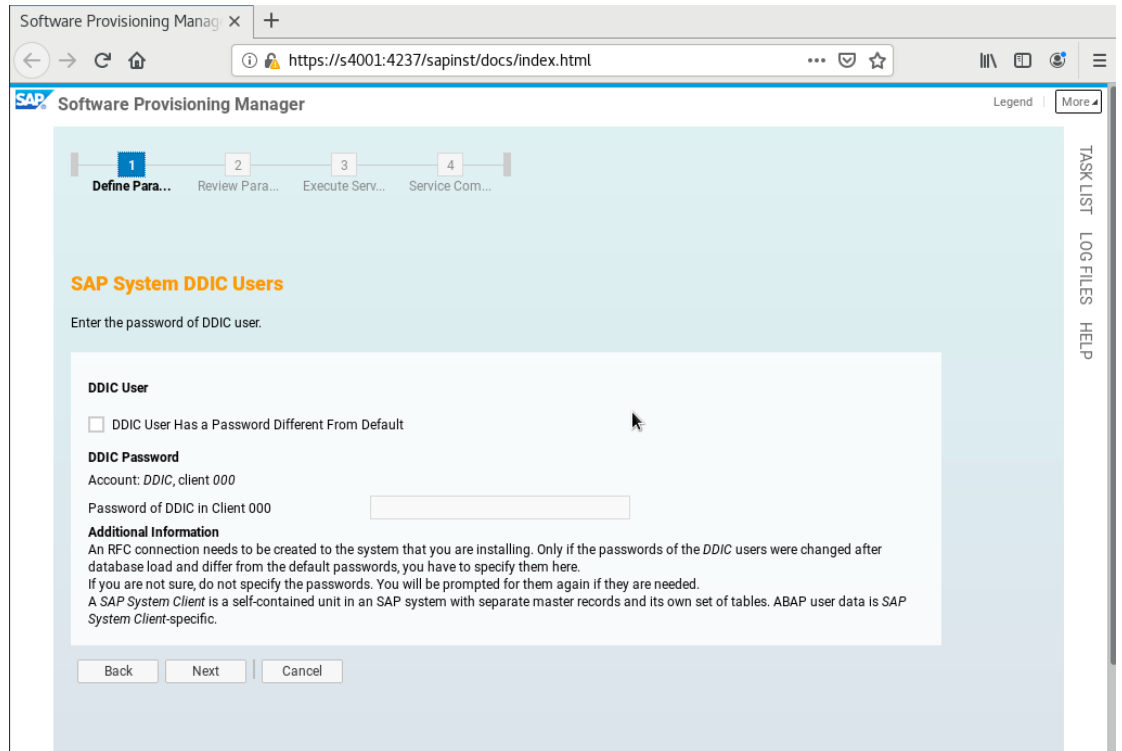 Software Provisioning Manag
https://s4001:4237/sapinst/docs/index.html
SAP Software Provisioning Manager
Legend
More
1
2
3
4
Define Para...
Review Para...
Execute Serv...
Service Com...
TASK LIST
LOG FILES
HELP
SAP System DDIC Users
Enter the password of DDIC user.
DDIC User
DDIC User Has a Password Different From Default
DDIC Password
Account: DDIC, client 000
Password of DDIC in Client 000
Additional Information
An RFC connection needs to be created to the system that you are installing. Only if the passwords of the DDIC users were changed after
database load and differ from the default passwords, you have to specify them here.
If you are not sure, do not specify the passwords. You will be prompted for them again if they are needed.
A SAP System Client is a self-contained unit in an SAP system with separate master records and its own set of tables. ABAP user data is SAP
System Client-specific.
Back
Next
Cancel